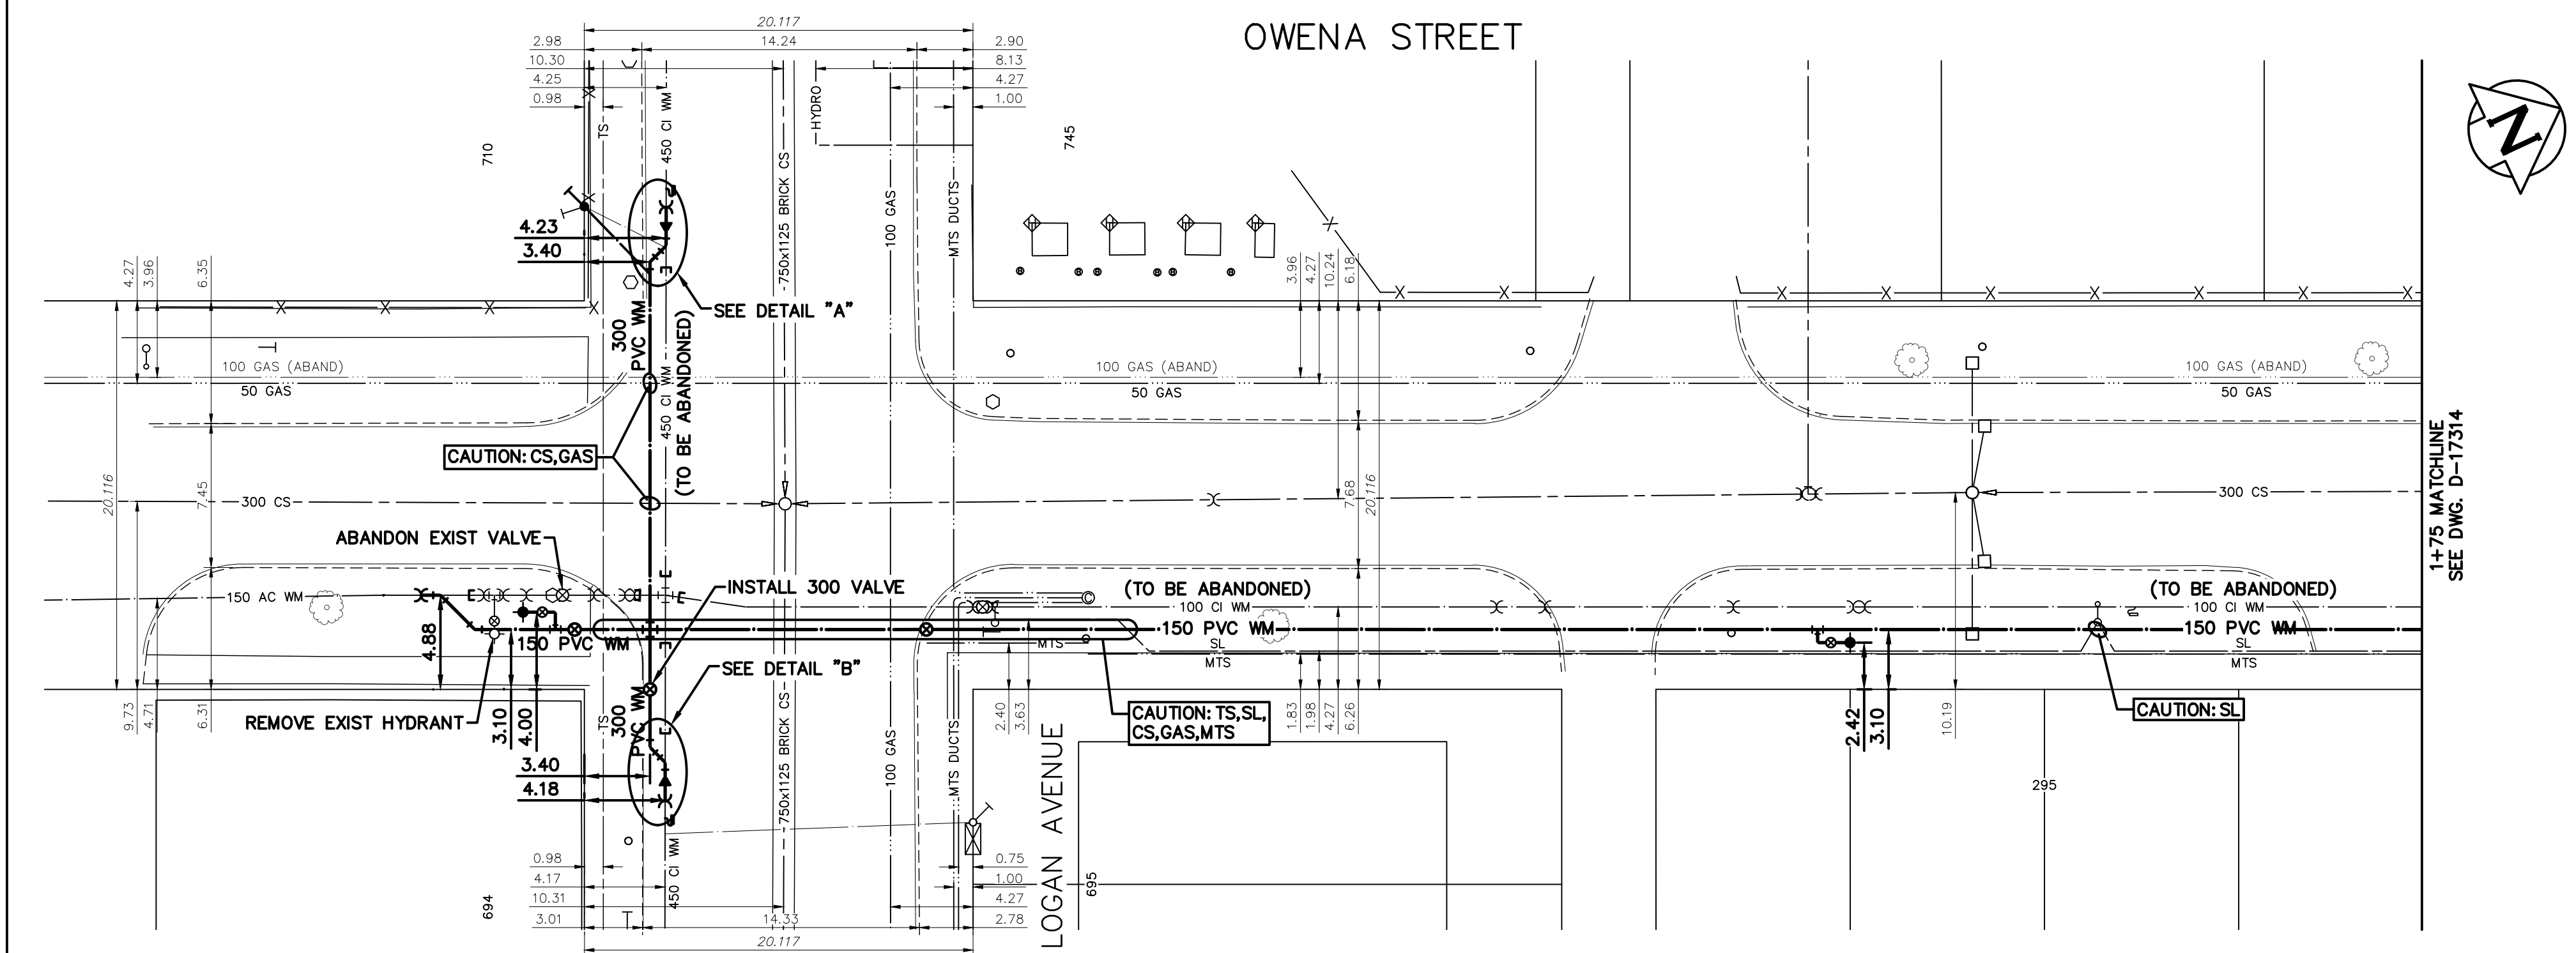 OWENA STREET
20.117
2.98
14.24
2.90
10.30
8.13
4.25
4.27
0.98
1.00
HYDRO
TS
450 CI WM
750x1125 BRICK CS
100 GAS
MTS DUCTS
710
745
N
4.23
3.40
SEE DETAIL "A"
4.27
3.96
6.35
3.96
4.27
10.24
6.18
300
PVC WM
450 CI WM
(TO BE ABANDONED)
100 GAS (ABAND)
50 GAS
100 GAS (ABAND)
50 GAS
100 GAS (ABAND)
50 GAS
CAUTION: CS,GAS
20.116
7.45
300 CS
7.68
20.116
300 CS
1+75 MATCHLINE
SEE DWG. D-17314
ABANDON EXIST VALVE
INSTALL 300 VALVE
(TO BE ABANDONED)
(TO BE ABANDONED)
150 AC WM
100 CI WM
100 CI WM
150 PVC WM
150 PVC WM
150 PVC WM
MTS
SL
MTS
SL
MTS
4.88
SEE DETAIL "B"
REMOVE EXIST HYDRANT
9.73
4.71
6.31
3.10
4.00
TS
300
PVC WM
2.40
3.63
CAUTION: TS,SL,
CS,GAS,MTS
1.83
1.98
4.27
6.26
2.42
3.10
10.19
CAUTION: SL
3.40
4.18
750x1125 BRICK CS
100 GAS
MTS DUCTS
LOGAN AVENUE
295
450 CI WM
694
695
0.98
0.75
4.17
1.00
10.31
4.27
3.01
14.33
2.78
20.117